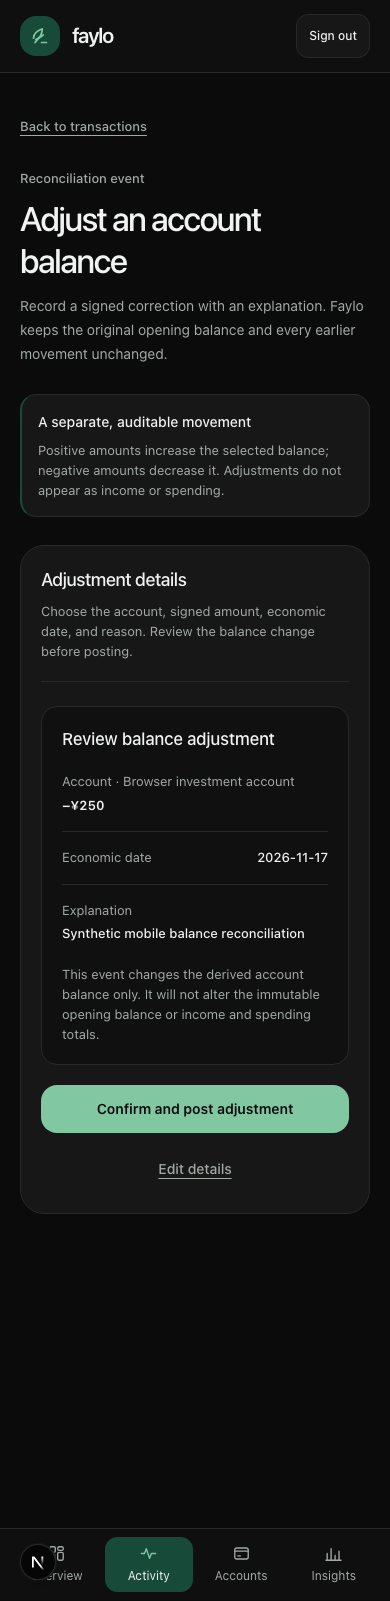 faylo
Sign out
Back to transactions
Reconciliation event
Adjust an account
balance
Record a signed correction with an explanation. Faylo
keeps the original opening balance and every earlier
movement unchanged.
A separate, auditable movement
Positive amounts increase the selected balance;
negative amounts decrease it. Adjustments do not
appear as income or spending.
Adjustment details
Choose the account, signed amount, economic
date, and reason. Review the balance change
before posting.
Review balance adjustment
Account · Browser investment account
−¥250
Economic date 2026-11-17
Explanation
Synthetic mobile balance reconciliation
This event changes the derived account
balance only. It will not alter the immutable
opening balance or income and spending
totals.
Confirm and post adjustment
Edit details
N
erview Activity Accounts Insights